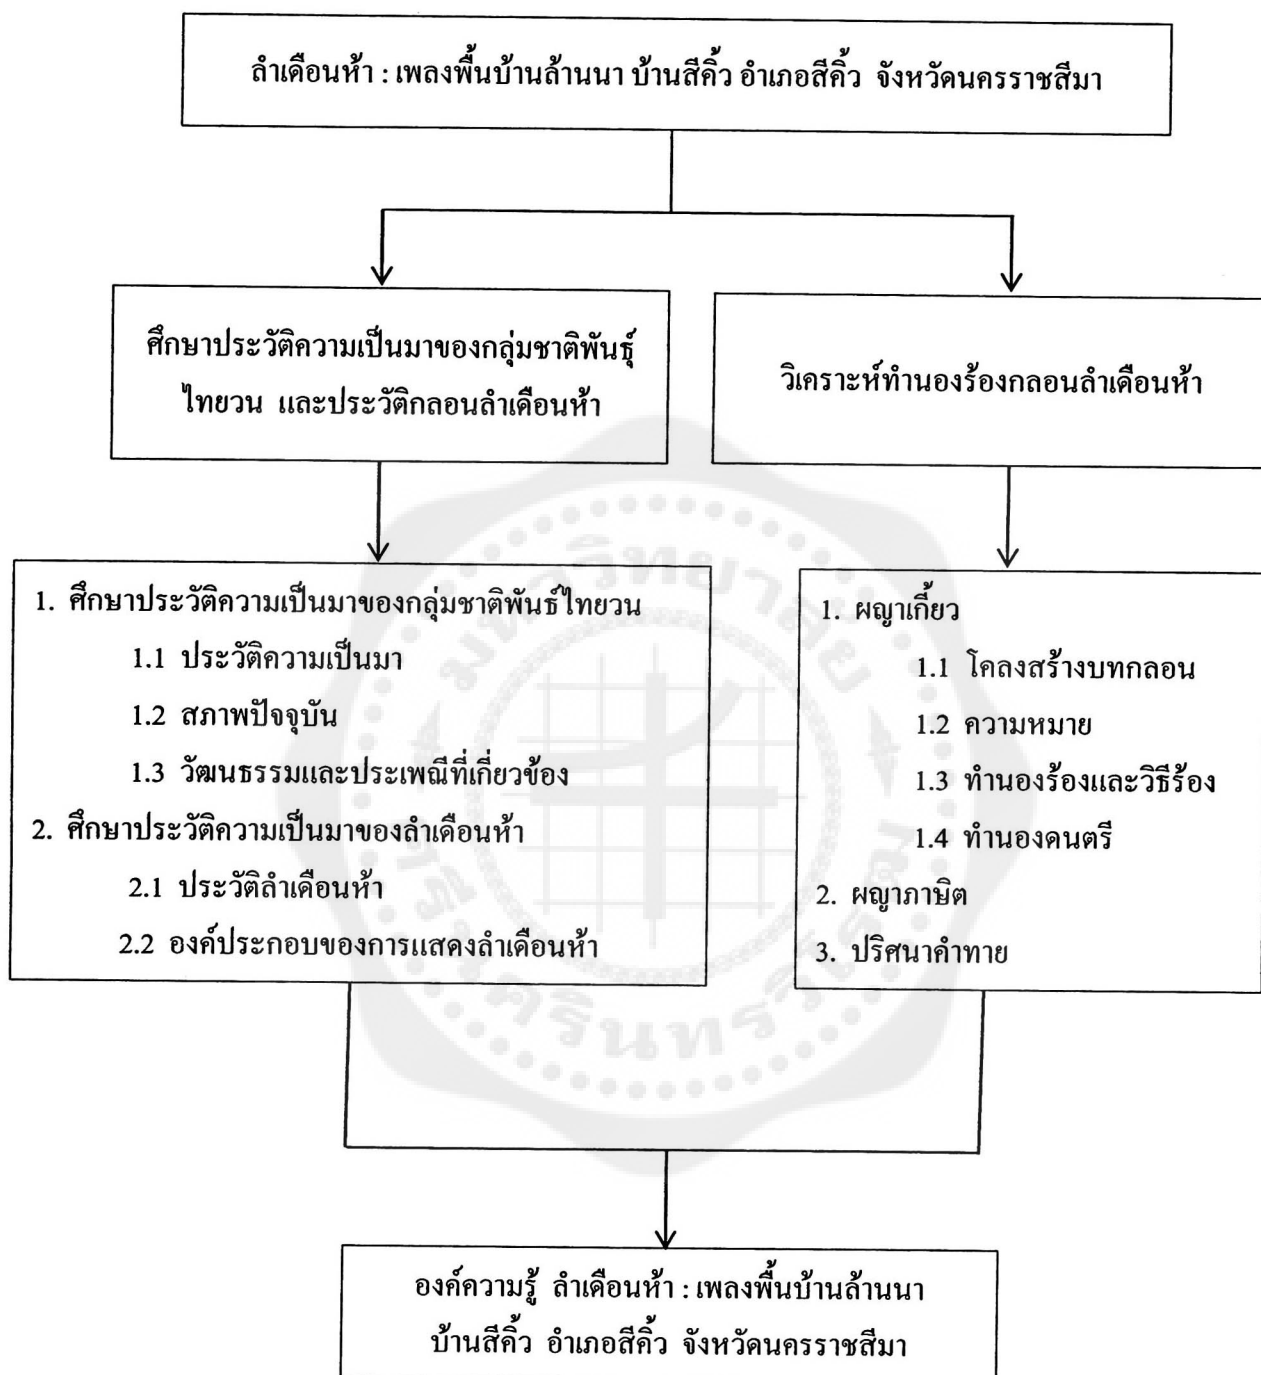 ลำเดือนห้า : เพลงพื้นบ้านล้านนา บ้านสีคิ้ว อำเภอสีคิ้ว จังหวัดนครราชสีมา
ศึกษาประวัติความเป็นมาของกลุ่มชาติพันธุ์
ไทยวน และประวัติกลอนลำเดือนห้า
วิเคราะห์ทำนองร้องกลอนลำเดือนห้า
1. ศึกษาประวัติความเป็นมาของกลุ่มชาติพันธ์ไทยวน
1.1 ประวัติความเป็นมา
1.2 สภาพปัจจุบัน
1.3 วัฒนธรรมและประเพณีที่เกี่ยวข้อง
2. ศึกษาประวัติความเป็นมาของลำเดือนห้า
2.1 ประวัติลำเดือนห้า
2.2 องค์ประกอบของการแสดงลำเดือนห้า
1. ผญาเกี้ยว
1.1 โคลงสร้างบทกลอน
1.2 ความหมาย
1.3 ทำนองร้องและวิธีร้อง
1.4 ทำนองดนตรี
2. ผญาภาษิต
3. ปริศนาคำทาย
มหาวิทยาลัย
ศรีนครินทรวิโรฒ
องค์ความรู้ ลำเดือนห้า : เพลงพื้นบ้านล้านนา
บ้านสีคิ้ว อำเภอสีคิ้ว จังหวัดนครราชสีมา